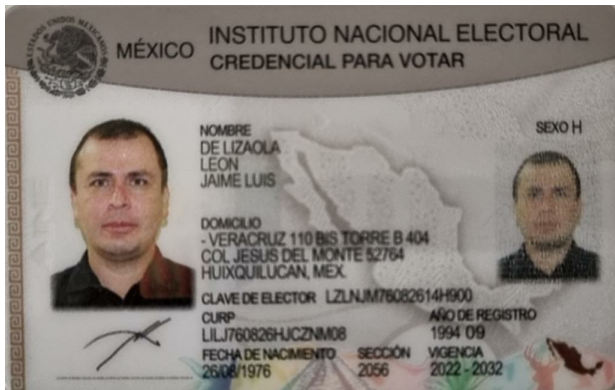 ESTADOS UNIDOS MEXICANOS
MÉXICO
INSTITUTO NACIONAL ELECTORAL
CREDENCIAL PARA VOTAR
NOMBRE
DE LIZAOLA
LEON
JAIME LUIS
SEXO H
DOMICILIO
- VERACRUZ 110 BIS TORRE B 404
COL JESUS DEL MONTE 52764
HUIXQUILUCAN, MEX.
CLAVE DE ELECTOR LZLNJM76082614H900
CURP
LILJ760826HJCZNM08
AÑO DE REGISTRO
1994 09
FECHA DE NACIMIENTO
26/08/1976
SECCIÓN
2056
VIGENCIA
2022 - 2032